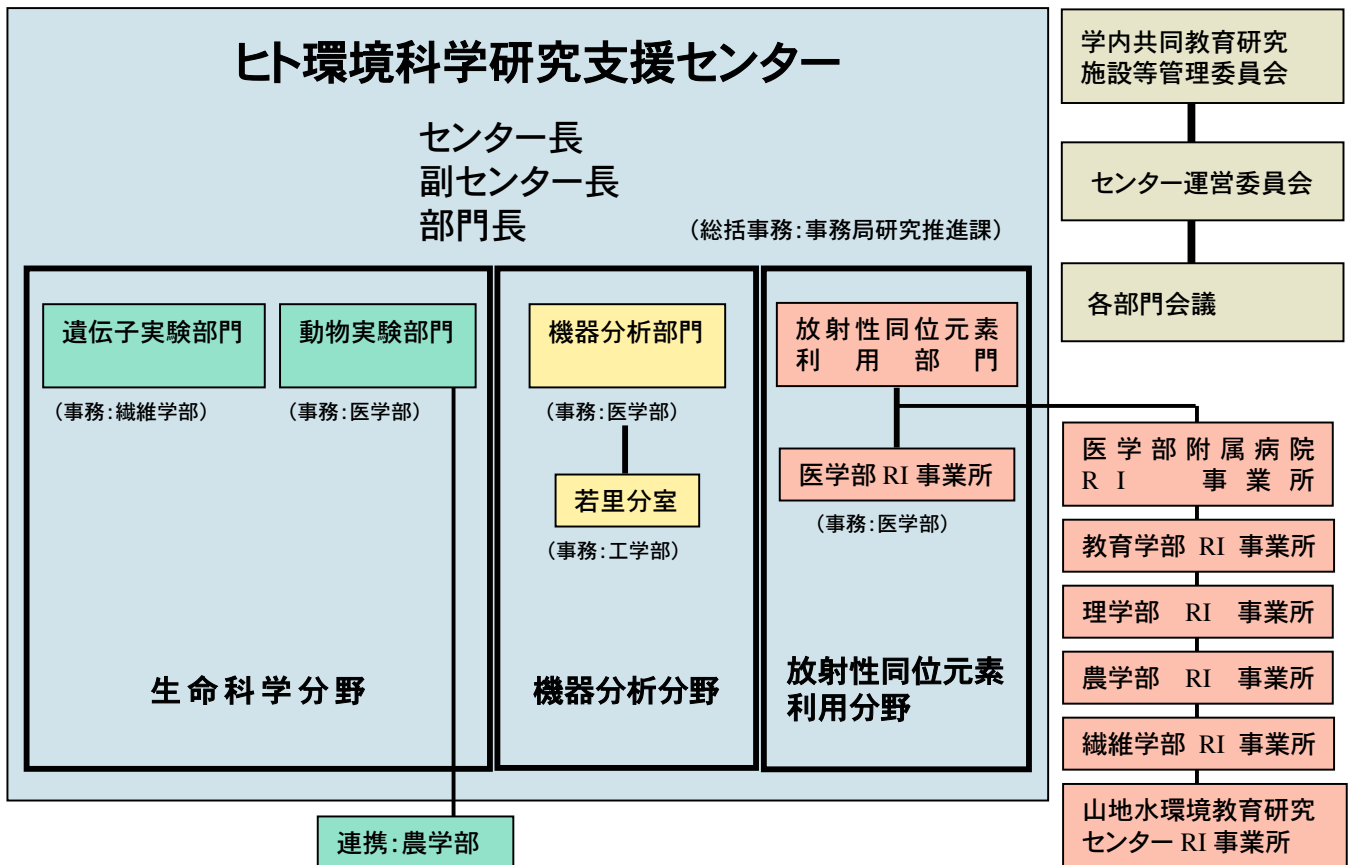 ヒト環境科学研究支援センター
センター長
副センター長
部門長
（総括事務：事務局研究推進課）
遺伝子実験部門
（事務：繊維学部）
動物実験部門
（事務：医学部）
生命科学分野
連携：農学部
機器分析部門
（事務：医学部）
若里分室
（事務：工学部）
機器分析分野
放射性同位元素
利用部門
医学部 RI 事業所
（事務：医学部）
放射性同位元素
利用分野
学内共同教育研究
施設等管理委員会
センター運営委員会
各部門会議
医学部附属病院
RI 事業所
教育学部 RI 事業所
理学部 RI 事業所
農学部 RI 事業所
繊維学部 RI 事業所
山地水環境教育研究
センター RI 事業所